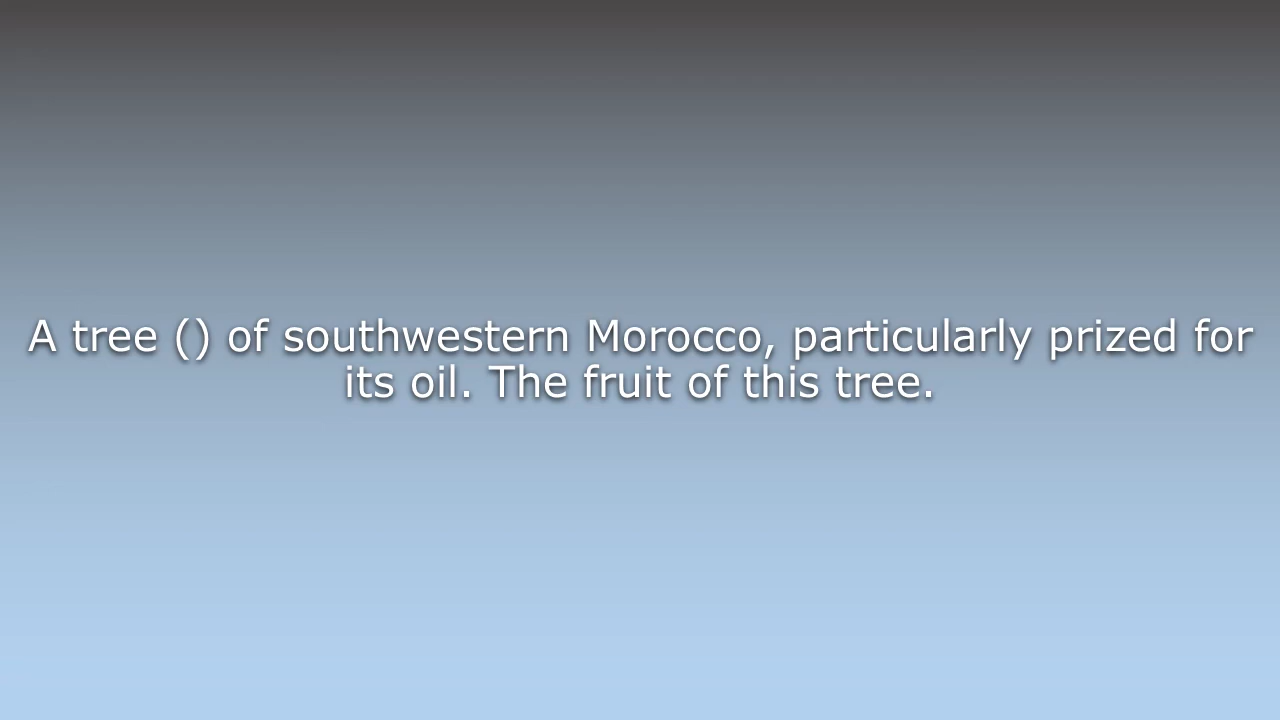 A tree () of southwestern Morocco, particularly prized for
its oil. The fruit of this tree.